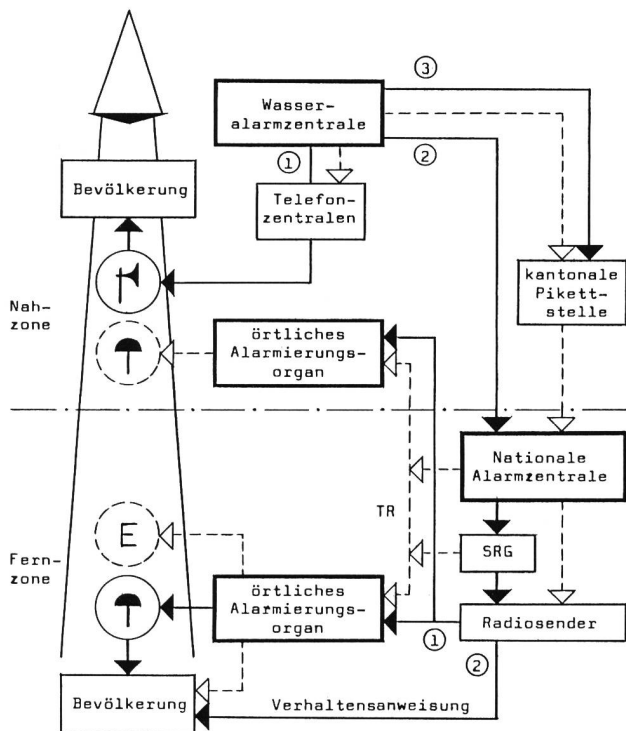 ③
Wasser-
alarmzentrale
①
②
Bevölkerung
Telefon-
zentralen
kantonale
Pikett-
stelle
Nah-
zone
örtliches
Alarmierungs-
organ
Nationale
Alarmzentrale
TR
E
SRG
Fern-
zone
örtliches
Alarmierungs-
organ
①
Radiosender
②
Bevölkerung
Verhaltensanweisung